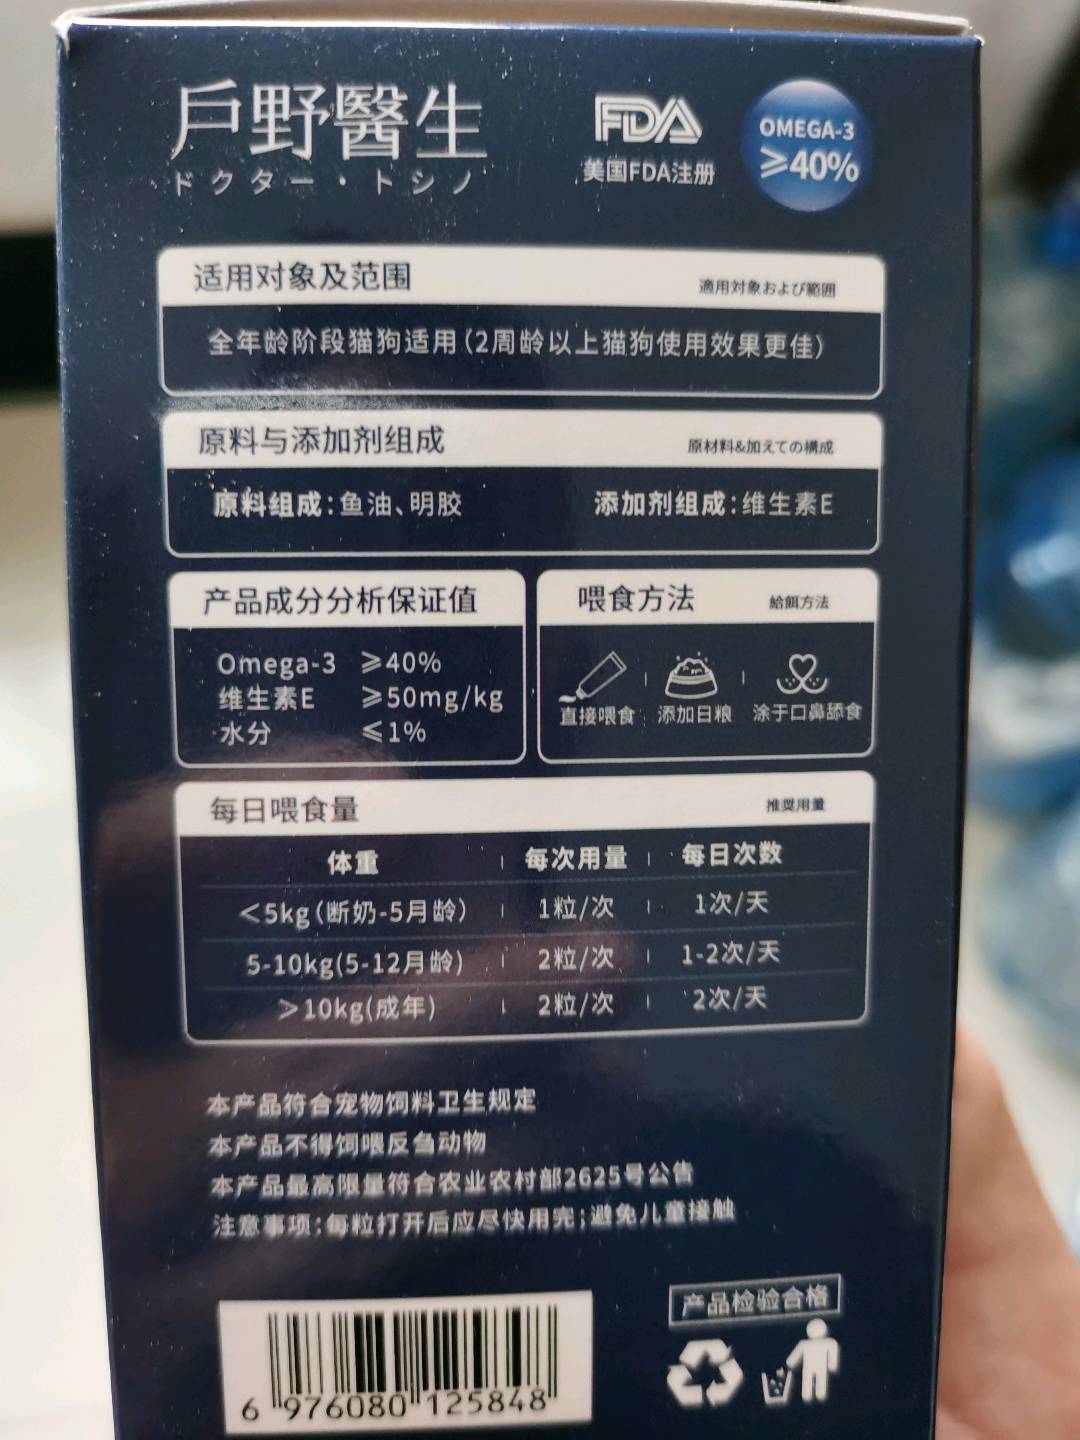 戶野醫生
ドクター・トシノ
FDA
美国FDA注册
OMEGA-3
≥40%
适用对象及范围 適用対象および範囲
全年龄阶段猫狗适用(2周龄以上猫狗使用效果更佳)
原料与添加剂组成 原材料&加えての構成
原料组成:鱼油、明胶 添加剂组成:维生素E
产品成分分析保证值
Omega-3 ≥40%
维生素E ≥50mg/kg
水分 ≤1%
喂食方法 給餌方法
直接喂食 添加日粮 涂于口鼻舔食
每日喂食量 推奨用量
体重 每次用量 每日次数
<5kg(断奶-5月龄) 1粒/次 1次/天
5-10kg(5-12月龄) 2粒/次 1-2次/天
>10kg(成年) 2粒/次 2次/天
本产品符合宠物饲料卫生规定
本产品不得饲喂反刍动物
本产品最高限量符合农业农村部2625号公告
注意事项:每粒打开后应尽快用完;避免儿童接触
产品检验合格
6 976080 125848